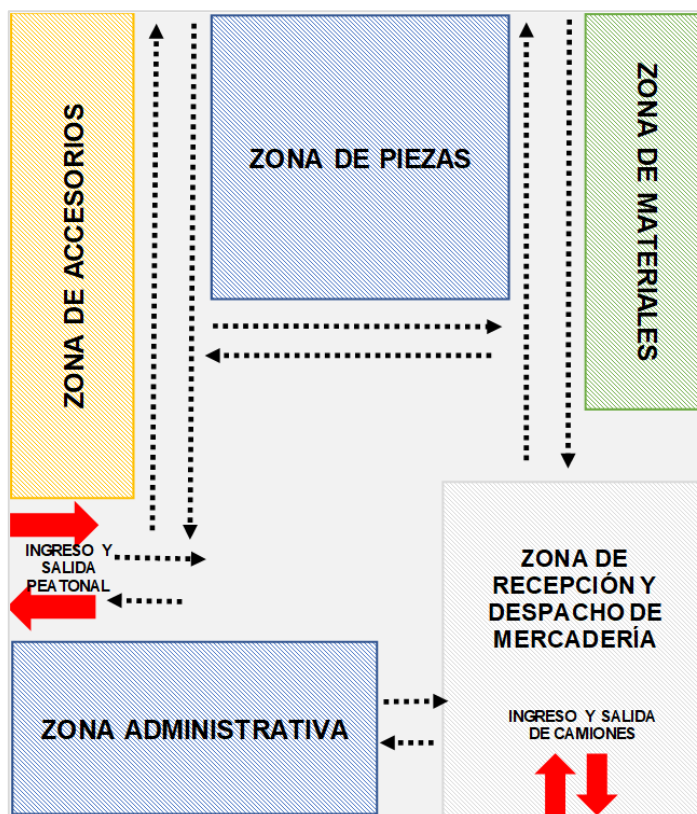 ZONA DE ACCESORIOS
ZONA DE PIEZAS
ZONA DE MATERIALES
INGRESO Y
SALIDA
PEATONAL
ZONA DE
RECEPCIÓN Y
DESPACHO DE
MERCADERÍA
ZONA ADMINISTRATIVA
INGRESO Y SALIDA
DE CAMIONES